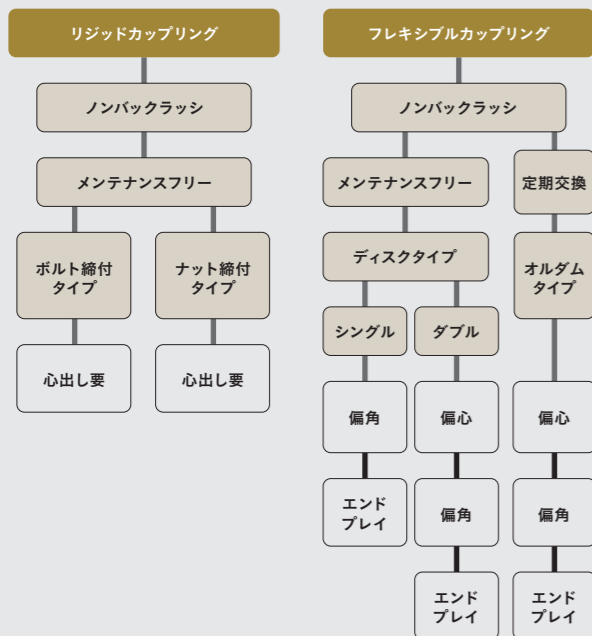 リジッドカップリング
ノンバックラッシ
メンテナンスフリー
ボルト締付
タイプ
ナット締付
タイプ
心出し要
心出し要
フレキシブルカップリング
ノンバックラッシ
メンテナンスフリー
定期交換
ディスクタイプ
オルダム
タイプ
シングル
ダブル
偏角
偏心
偏心
エンド
プレイ
偏角
偏角
エンド
プレイ
エンド
プレイ